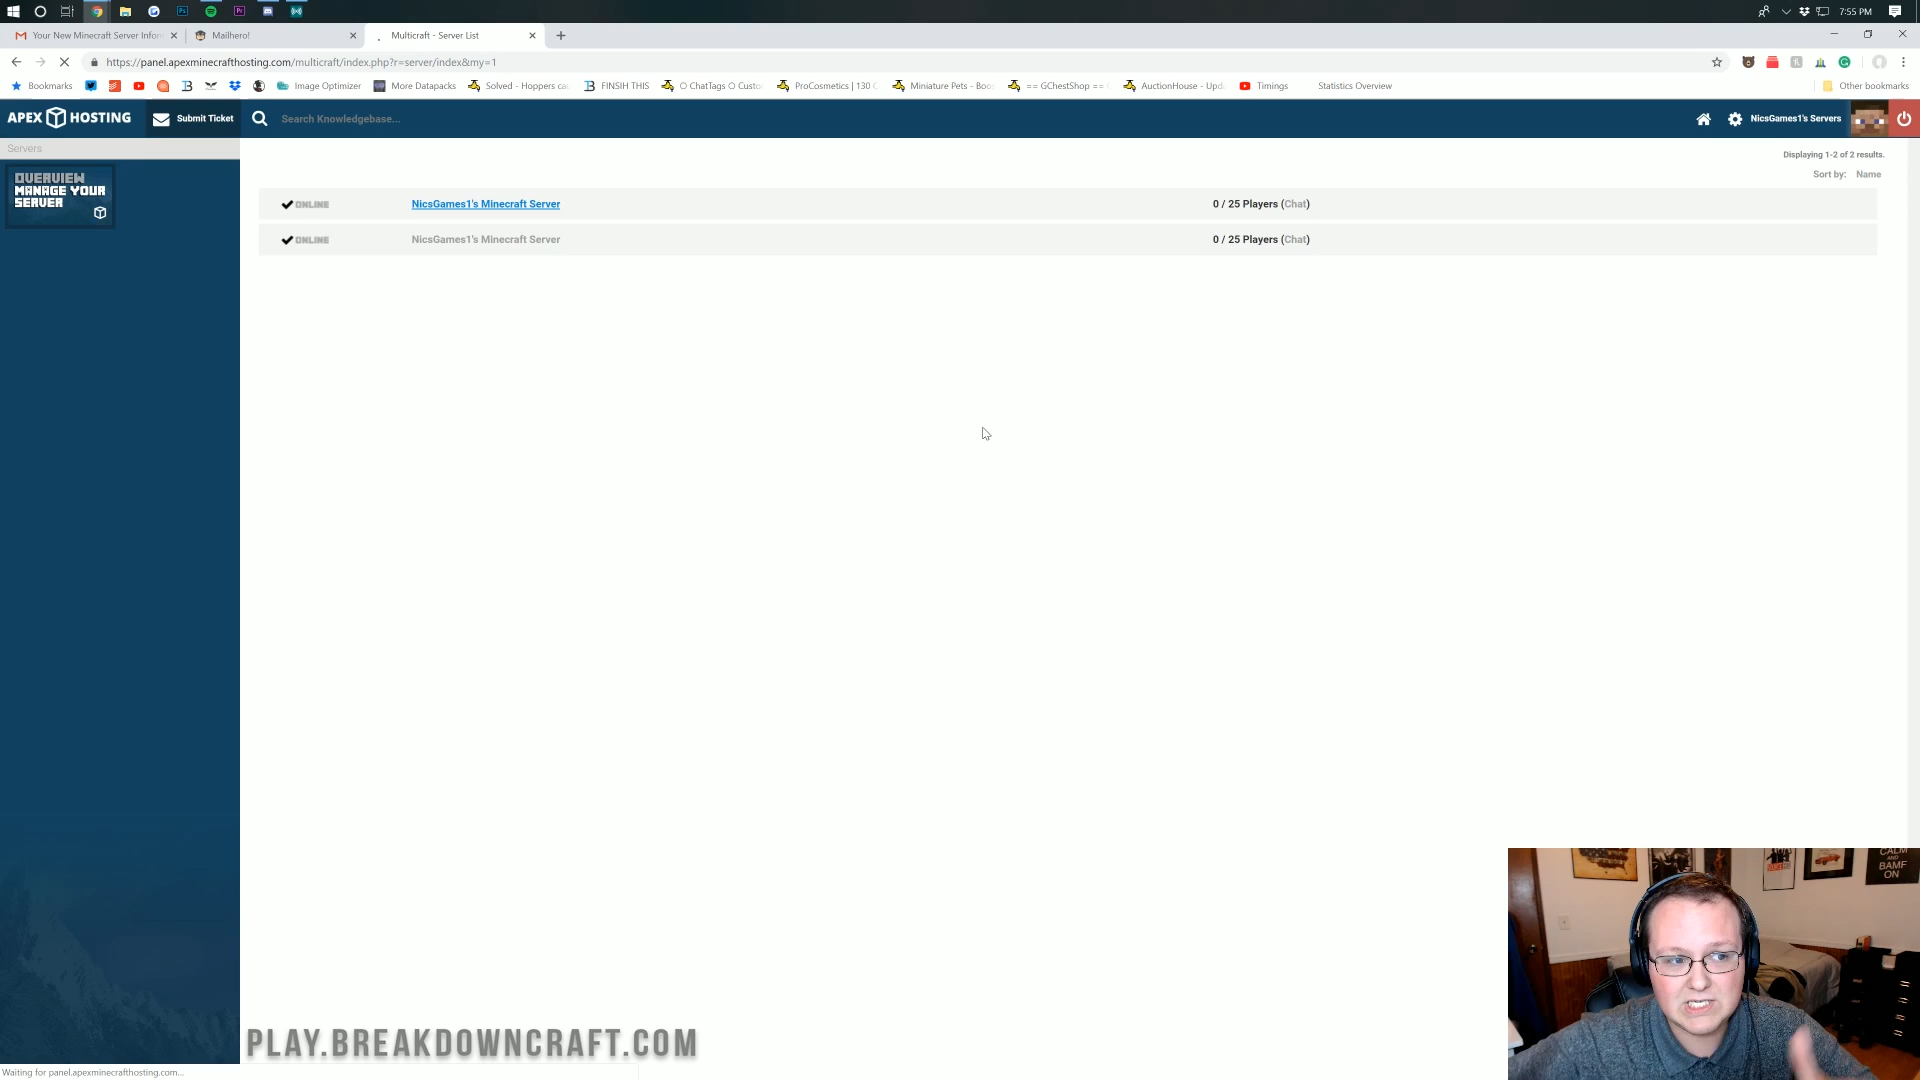 7:55 PM
Your New Minecraft Server Infor
Mailhero!
Multicraft - Server List
https://panel.apexminecrafthosting.com/multicraft/index.php?r=server/index&my=1
Bookmarks
Image Optimizer
More Datapacks
Solved - Hoppers ca
FINSIH THIS
O ChatTags O Custo
ProCosmetics | 130 C
Miniature Pets - Boo
== GChestShop ==
AuctionHouse - Upd
Timings
Statistics Overview
Other bookmarks
APEX HOSTING
Submit Ticket
Search Knowledgebase...
NicsGames1's Servers
Servers
OVERVIEW
MANAGE YOUR
SERVER
Displaying 1-2 of 2 results.
Sort by: Name
ONLINE NicsGames1's Minecraft Server 0 / 25 Players (Chat)
ONLINE NicsGames1's Minecraft Server 0 / 25 Players (Chat)
CALM
AND
BAMF
ON
PLAY.BREAKDOWNCRAFT.COM
Waiting for panel.apexminecrafthosting.com...